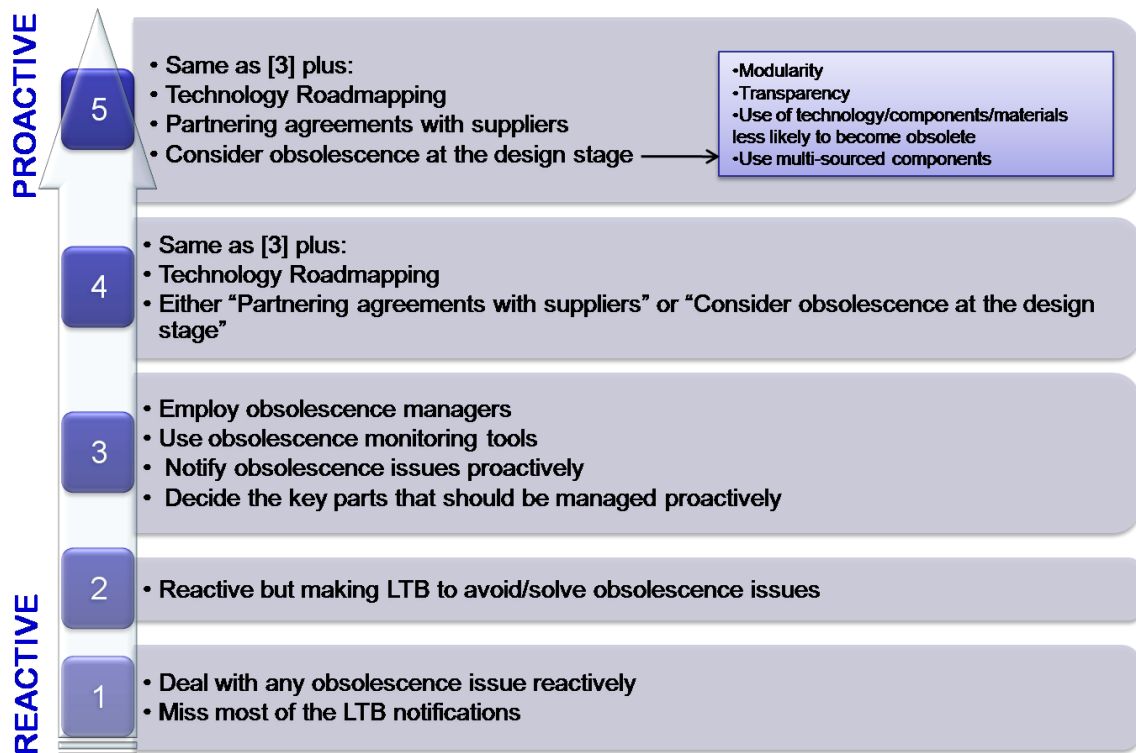 PROACTIVE
5
• Same as [3] plus:
• Technology Roadmapping
• Partnering agreements with suppliers
• Consider obsolescence at the design stage
•Modularity
•Transparency
•Use of technology/components/materials
less likely to become obsolete
•Use multi-sourced components
4
• Same as [3] plus:
• Technology Roadmapping
• Either “Partnering agreements with suppliers” or “Consider obsolescence at the design
stage”
3
• Employ obsolescence managers
• Use obsolescence monitoring tools
• Notify obsolescence issues proactively
• Decide the key parts that should be managed proactively
2
• Reactive but making LTB to avoid/solve obsolescence issues
REACTIVE
1
• Deal with any obsolescence issue reactively
• Miss most of the LTB notifications